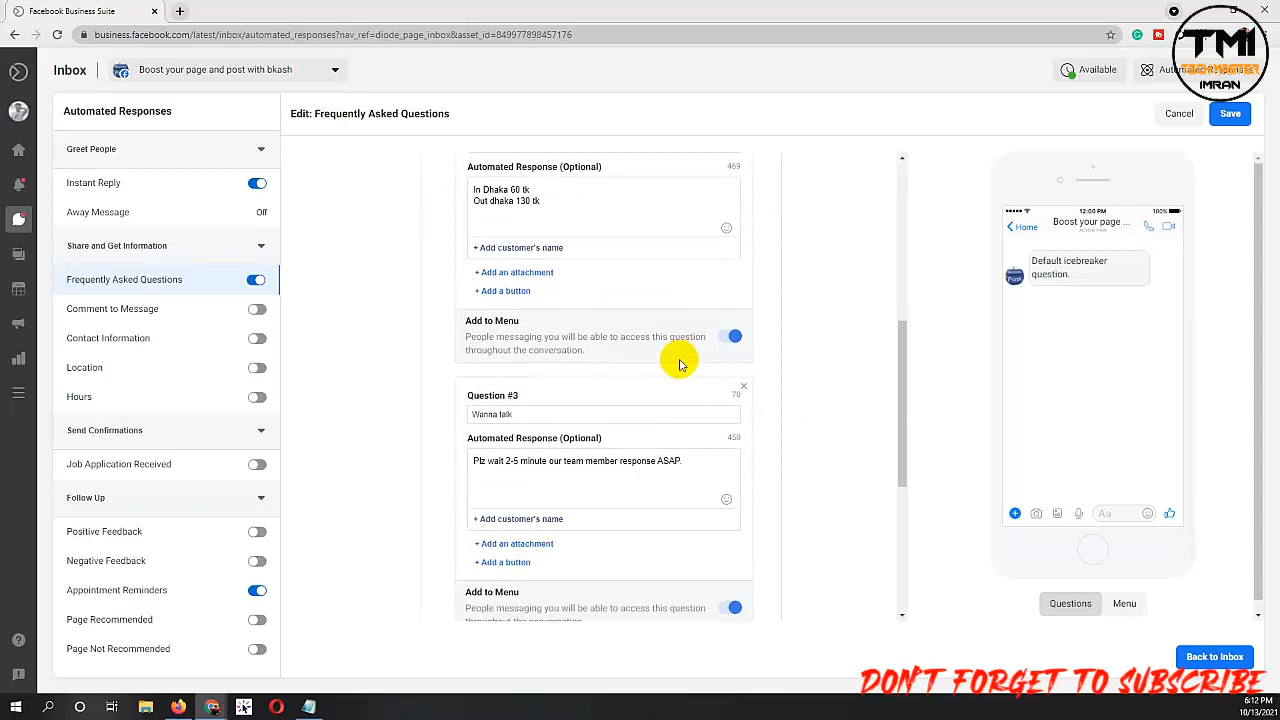 Facebook Business Suite
business.facebook.com/latest/inbox/automated_responses?nav_ref=diode_page_inbox&asset_id=849977898457176
TMI
TECHMASTER
IMRAN
Inbox
Boost your page and post with bkash
Available
Automated Responses
Automated Responses
Greet People
Instant Reply
Away Message
Off
Share and Get Information
Frequently Asked Questions
Comment to Message
Contact Information
Location
Hours
Send Confirmations
Job Application Received
Follow Up
Positive Feedback
Negative Feedback
Appointment Reminders
Page Recommended
Page Not Recommended
Edit: Frequently Asked Questions
Cancel
Save
Automated Response (Optional)
469
In Dhaka 60 tk
Out dhaka 130 tk
+ Add customer's name
+ Add an attachment
+ Add a button
Add to Menu
People messaging you will be able to access this question
throughout the conversation.
Question #3
70
Wanna talk
Automated Response (Optional)
450
Plz wait 2-5 minute our team member response ASAP.
+ Add customer's name
+ Add an attachment
+ Add a button
Add to Menu
People messaging you will be able to access this question
throughout the conversation.
12:00 PM
100%
Home
Boost your page ...
Active now
Default icebreaker
question.
Aa
Questions
Menu
Back to Inbox
DON'T FORGET TO SUBSCRIBE
6:12 PM
10/13/2021